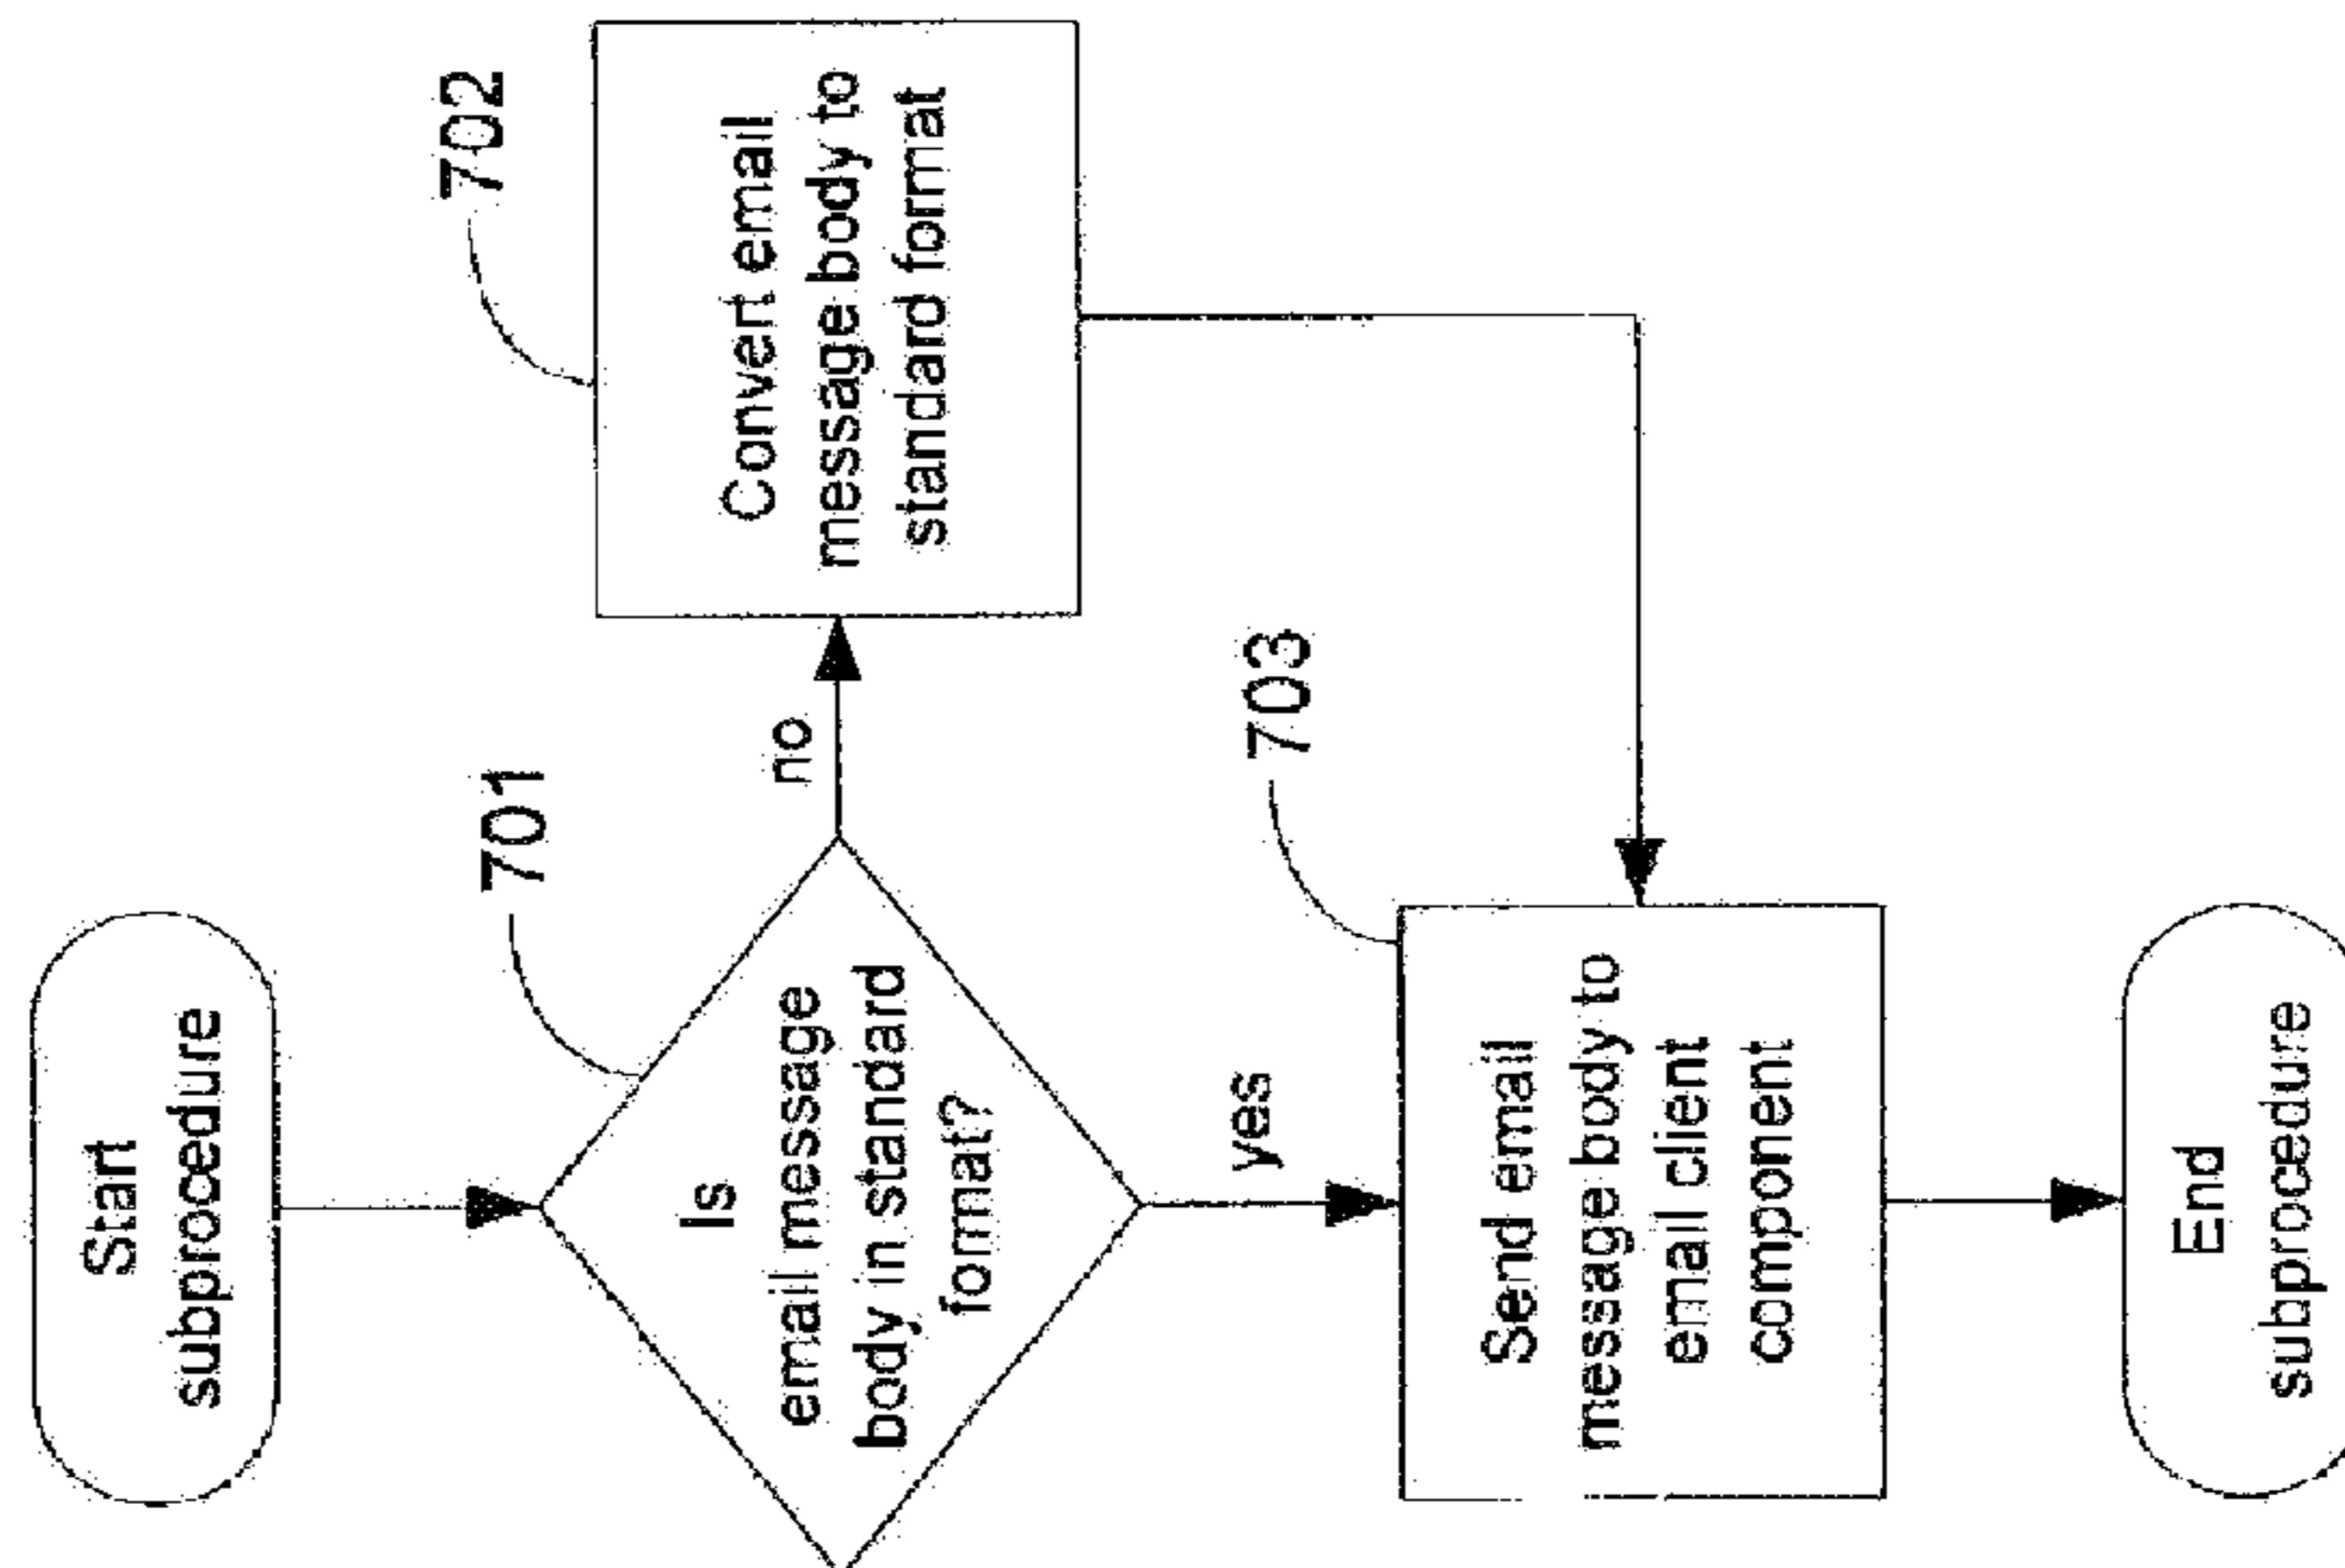 Start
subprocedure
701
Is
email message
body in standard
format?
no
702
Convert email
message body to
standard format
yes
703
Send email
message body to
email client
component
End
subprocedure